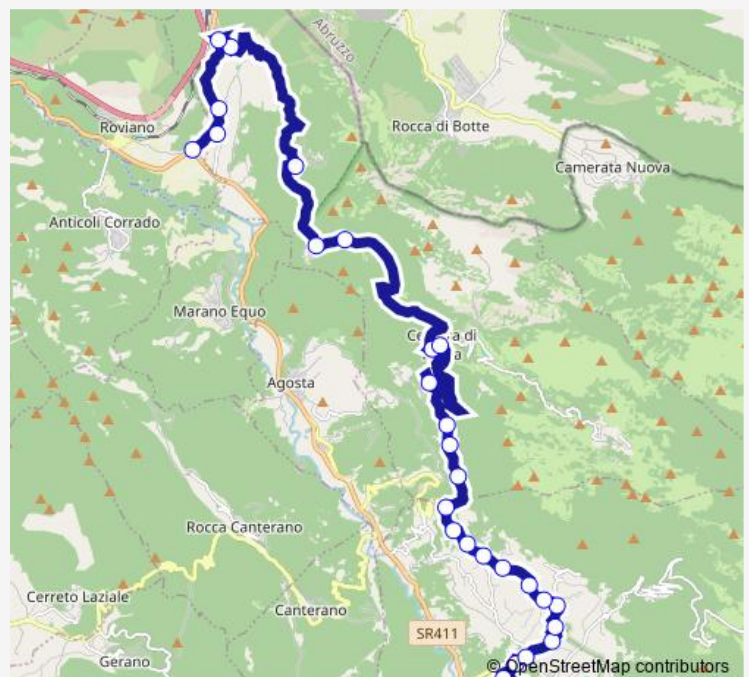 Abruzzo
Roviano
Rocca di Botte
Camerata Nuova
Anticoli Corrado
Marano Equo
Agosta
Rocca Canterano
Cerreto Laziale
Canterano
Gerano
SR411
© OpenStreetMap contributors